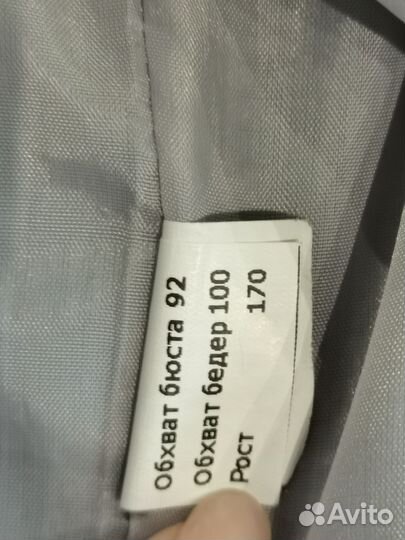 Обхват бюста 92
Обхват бедер 100
Рост 170
Avito